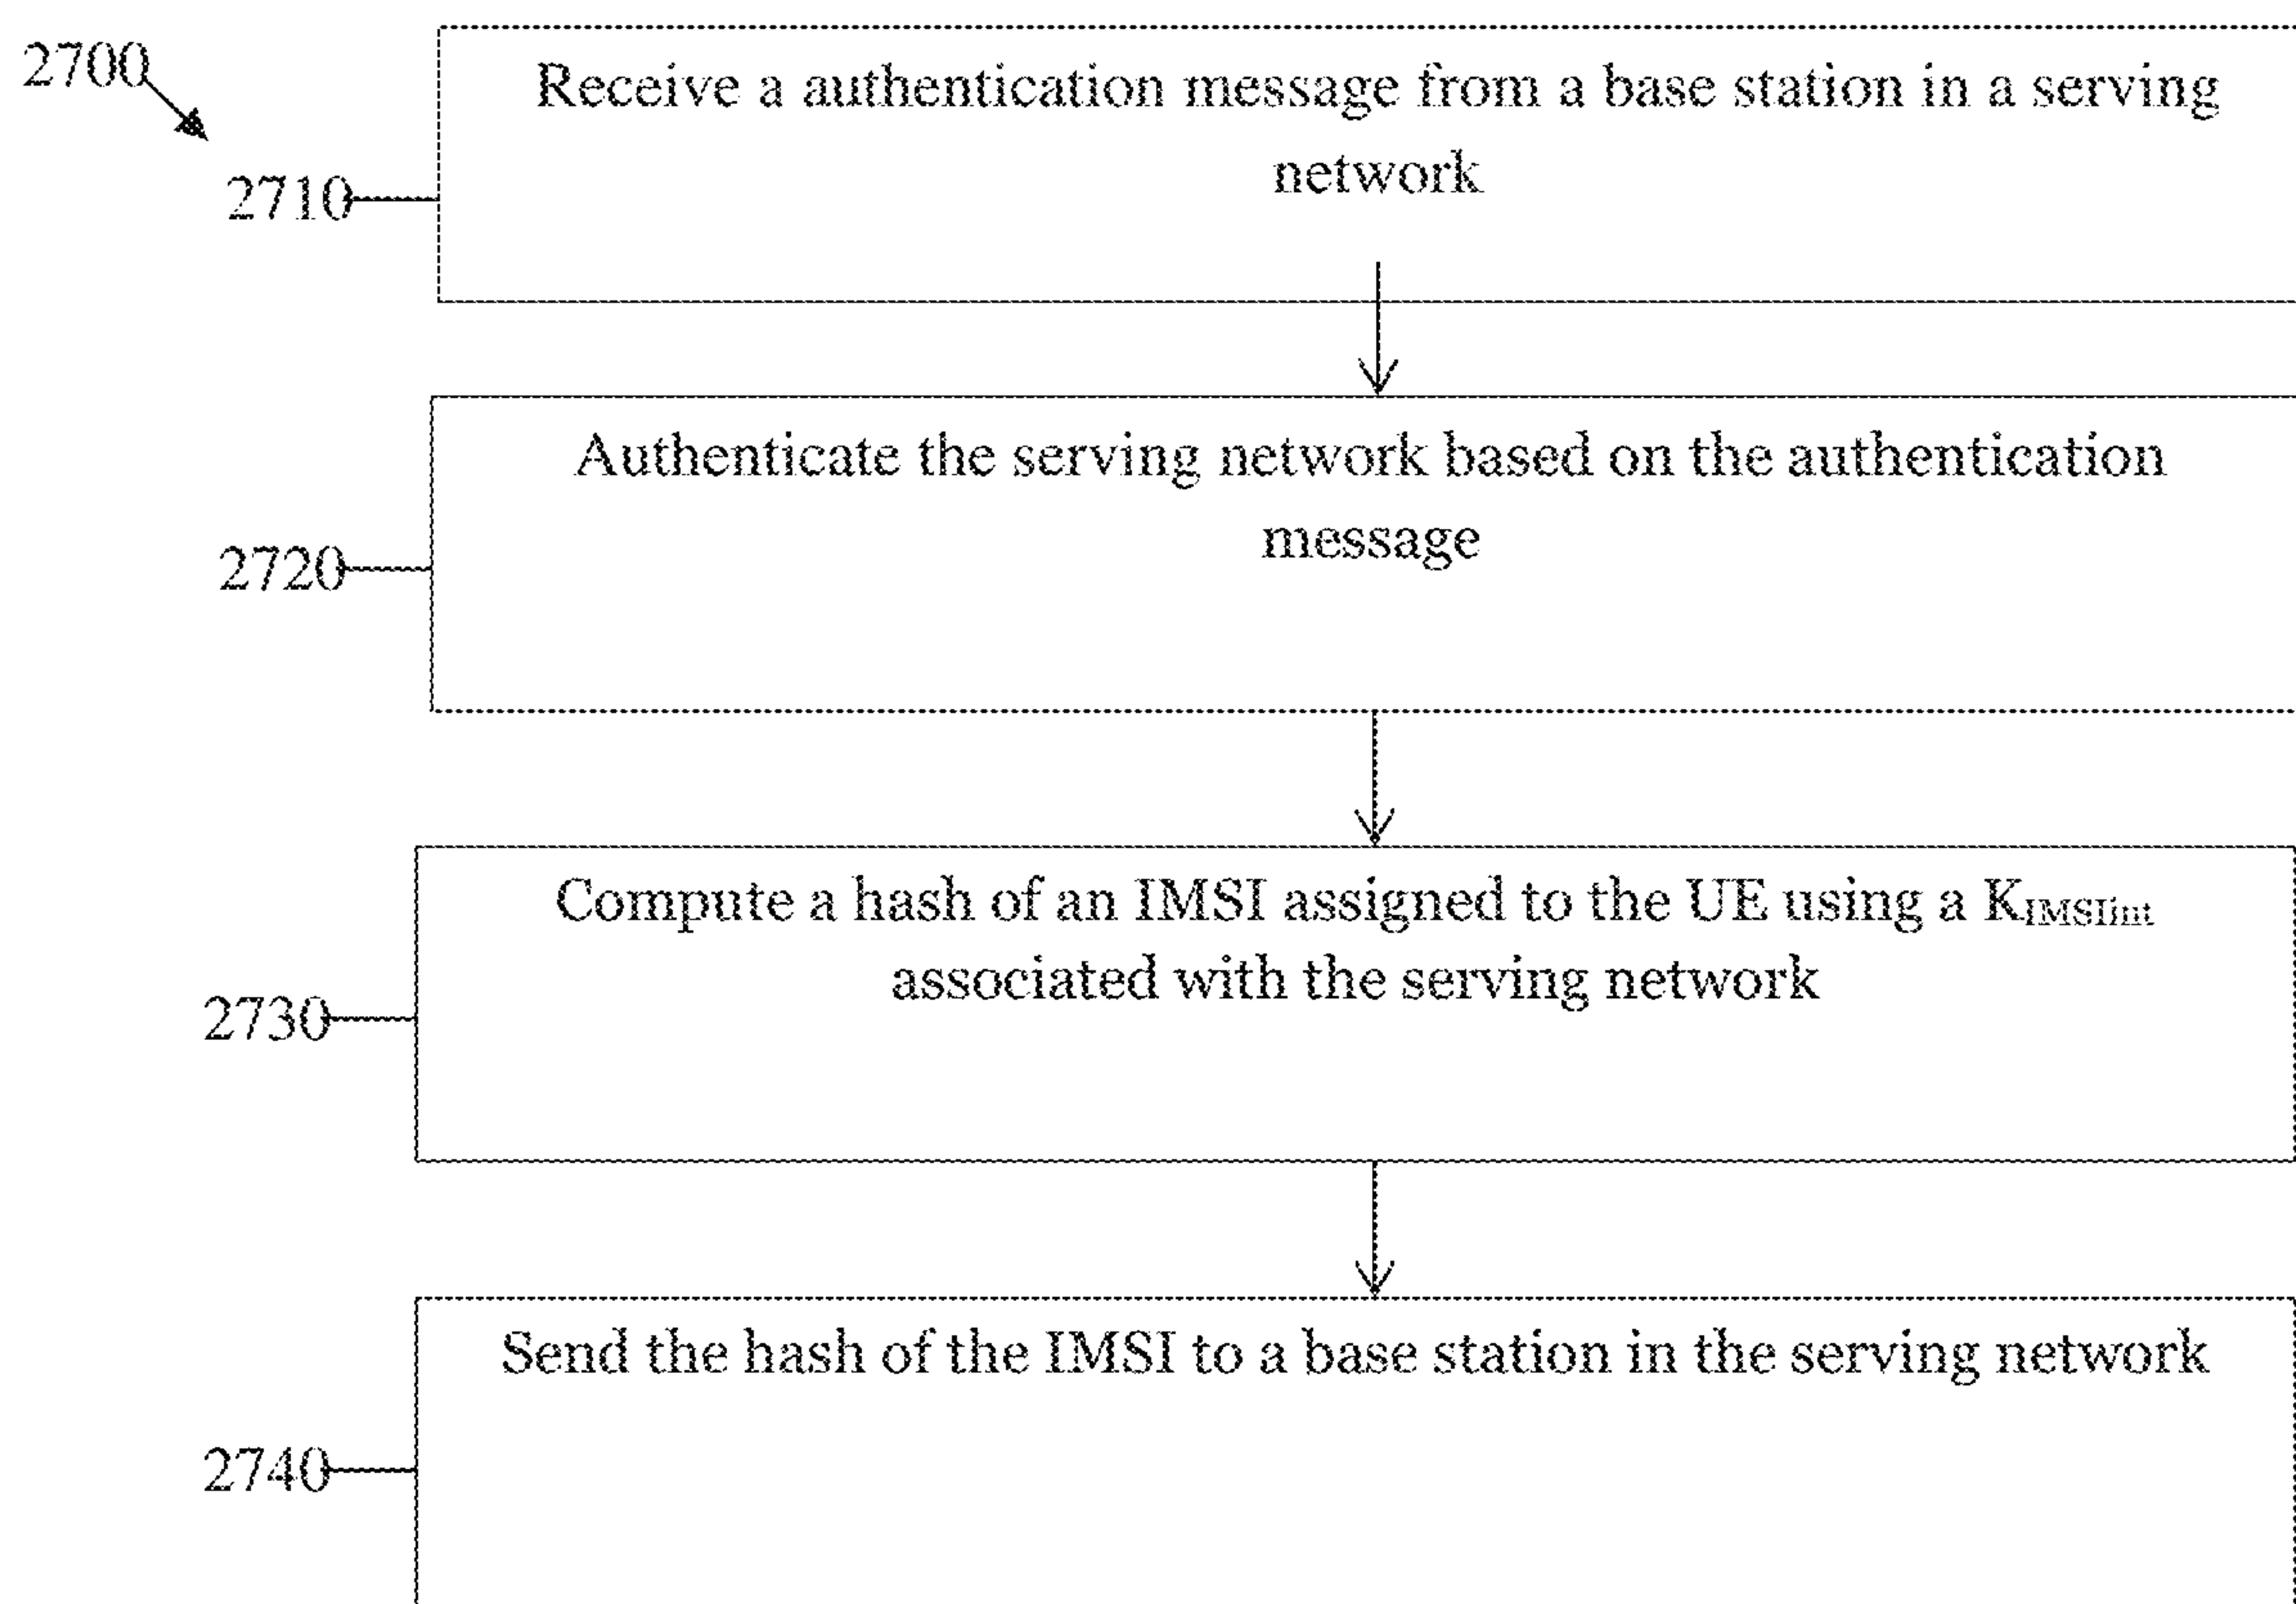 2700
Receive a authentication message from a base station in a serving
network
2710
Authenticate the serving network based on the authentication
message
2720
Compute a hash of an IMSI assigned to the UE using a KIMSIint
associated with the serving network
2730
Send the hash of the IMSI to a base station in the serving network
2740